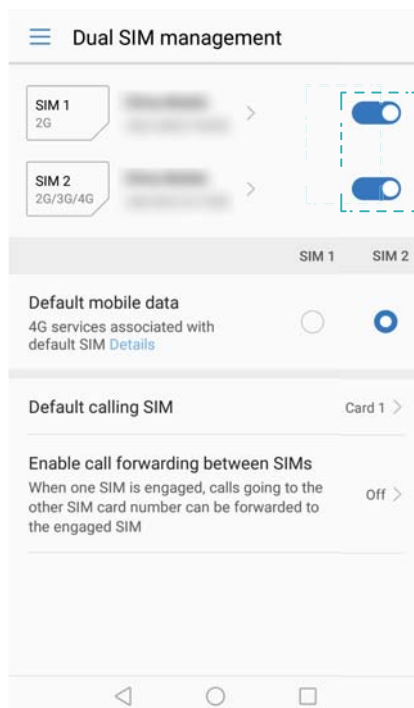 Dual SIM management
SIM 1
2G
SIM 2
2G/3G/4G
SIM 1 SIM 2
Default mobile data
4G services associated with
default SIM Details
Default calling SIM Card 1
Enable call forwarding between SIMs
When one SIM is engaged, calls going to the
other SIM card number can be forwarded to
the engaged SIM
Off